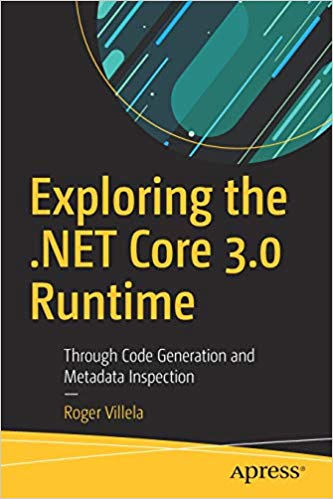 Exploring the
.NET Core 3.0
Runtime
Through Code Generation and
Metadata Inspection
—
Roger Villela
Apress®